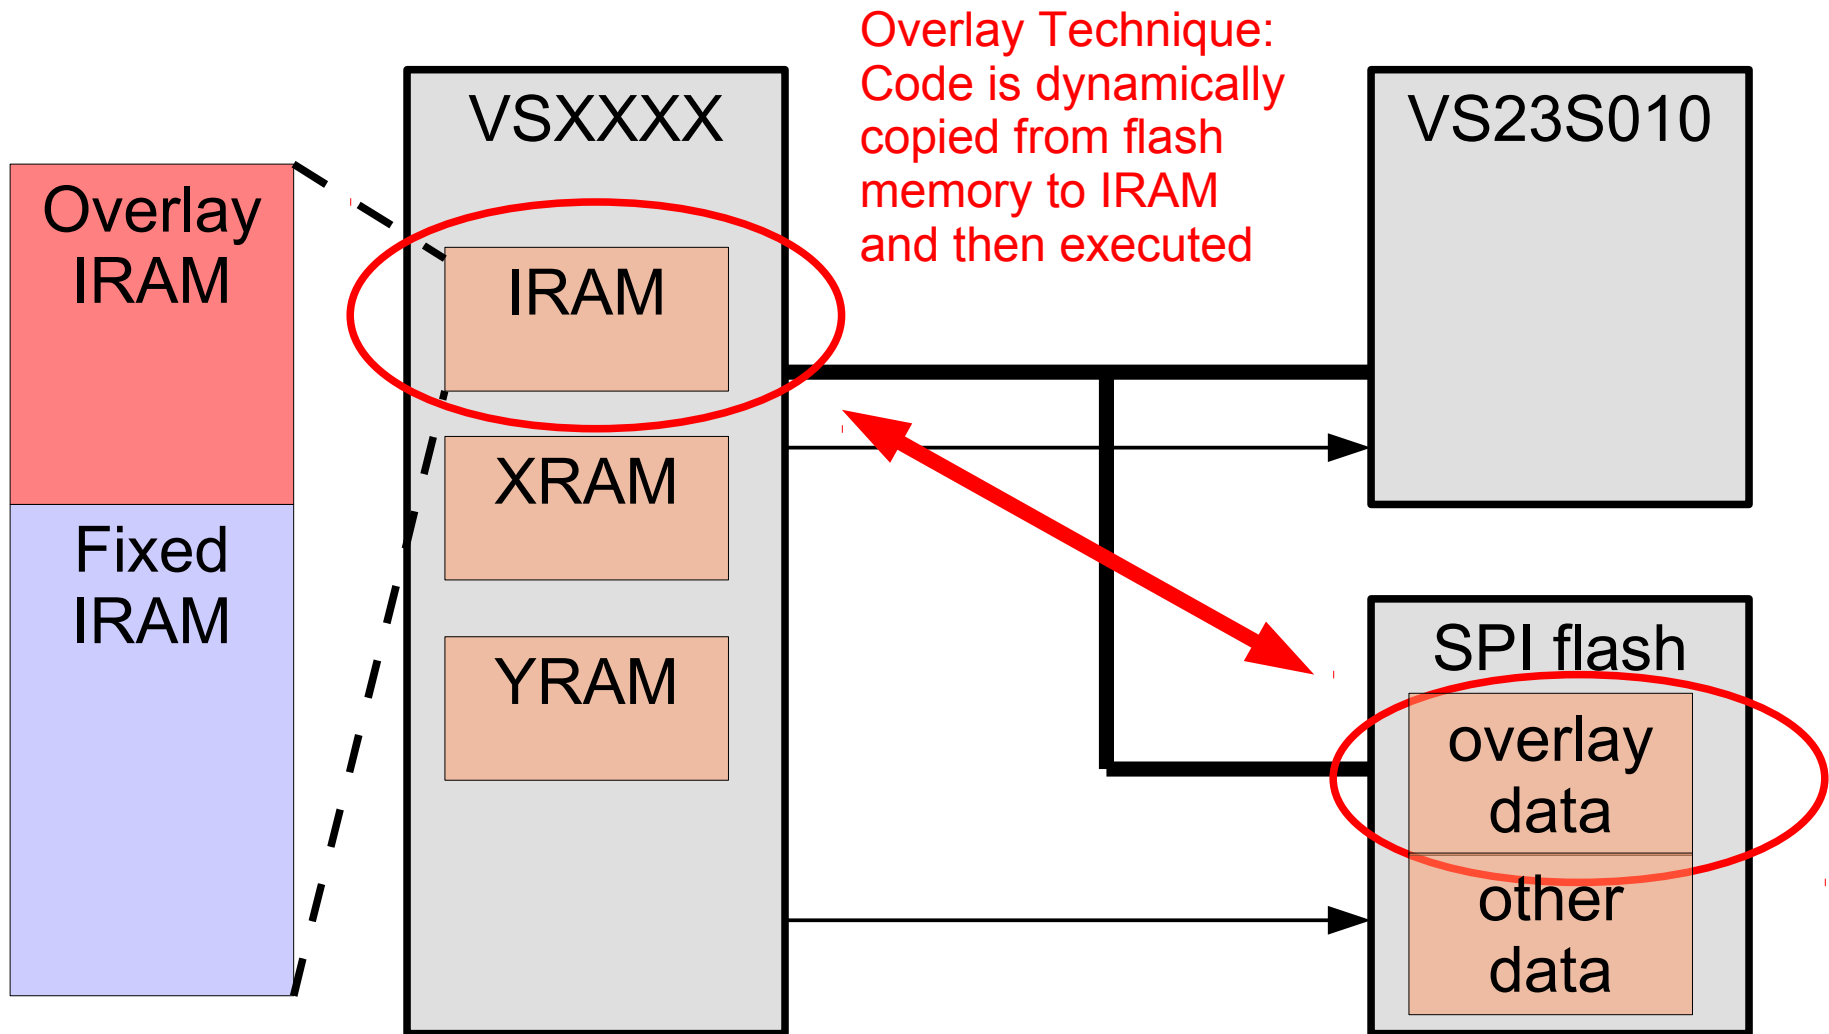 Overlay Technique:
Code is dynamically
copied from flash
memory to IRAM
and then executed
VSXXXX
VS23S010
Overlay
IRAM
IRAM
XRAM
Fixed
IRAM
YRAM
SPI flash
overlay
data
other
data